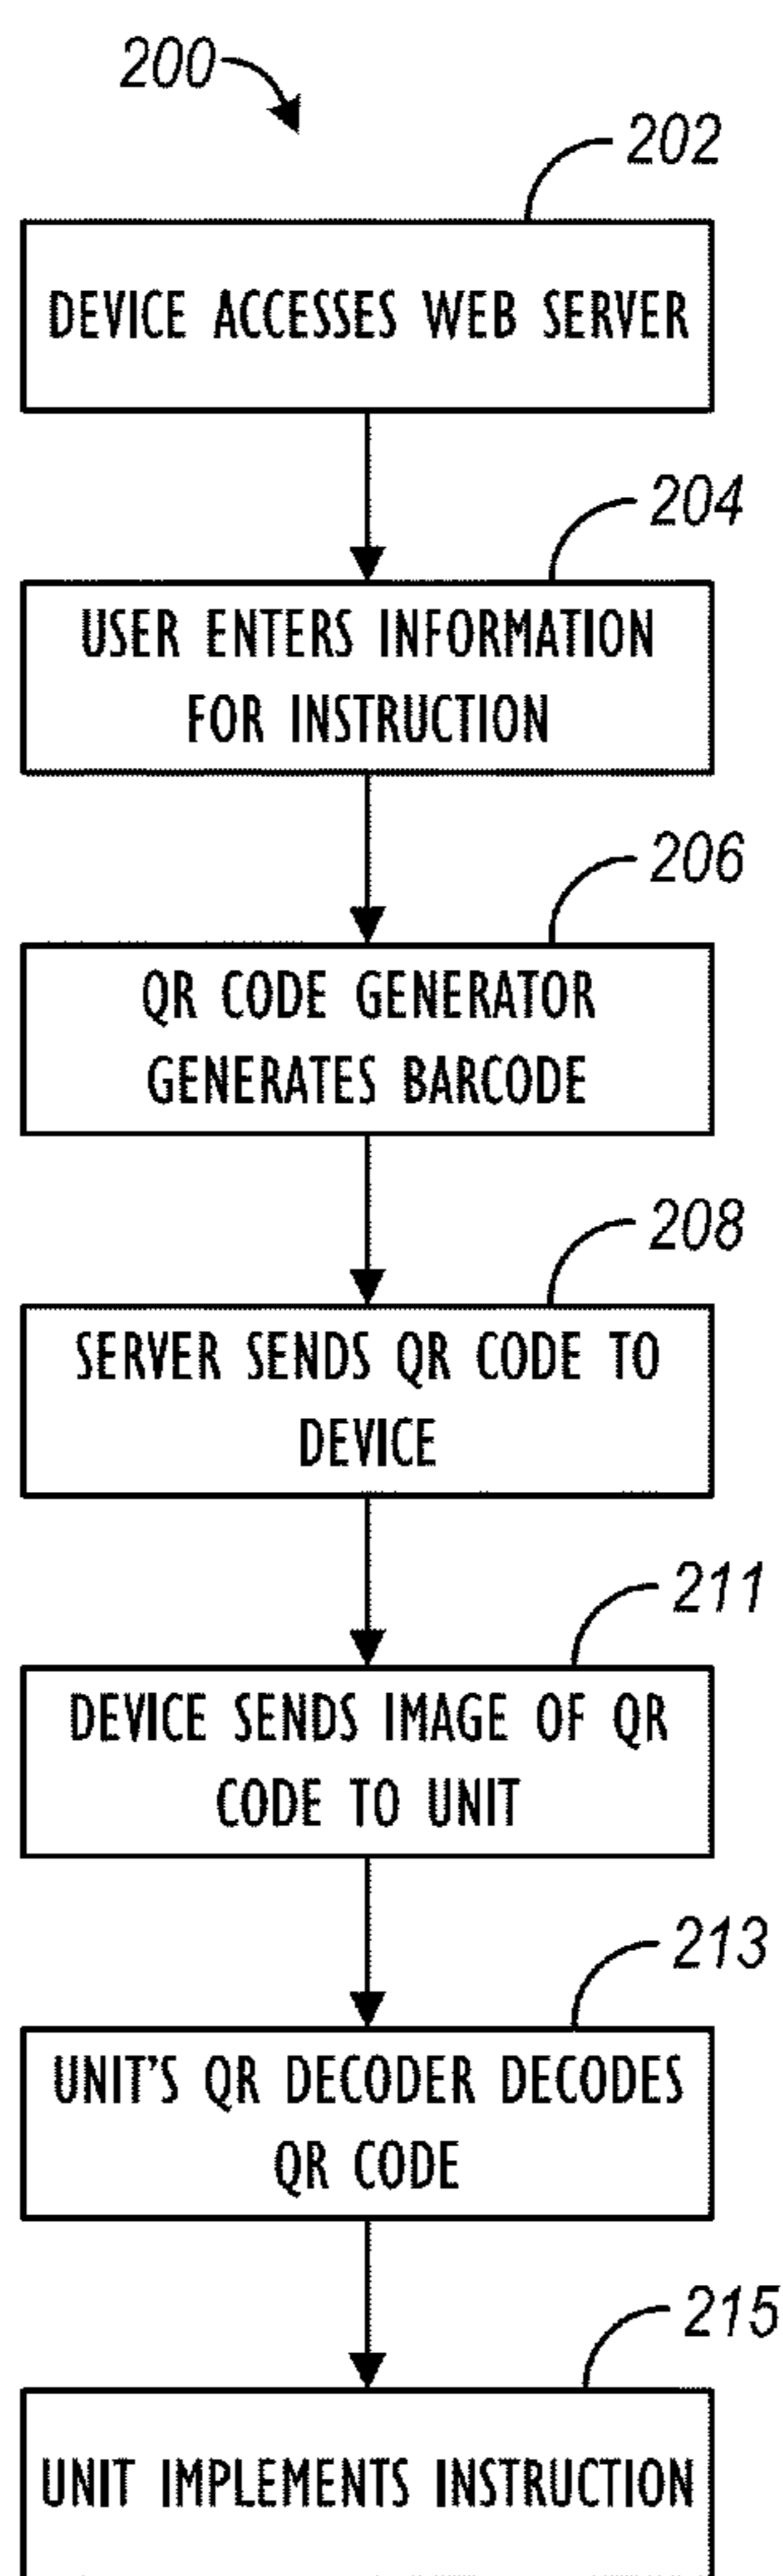 200
202
DEVICE ACCESSES WEB SERVER
204
USER ENTERS INFORMATION
FOR INSTRUCTION
206
QR CODE GENERATOR
GENERATES BARCODE
208
SERVER SENDS QR CODE TO
DEVICE
211
DEVICE SENDS IMAGE OF QR
CODE TO UNIT
213
UNIT'S QR DECODER DECODES
QR CODE
215
UNIT IMPLEMENTS INSTRUCTION